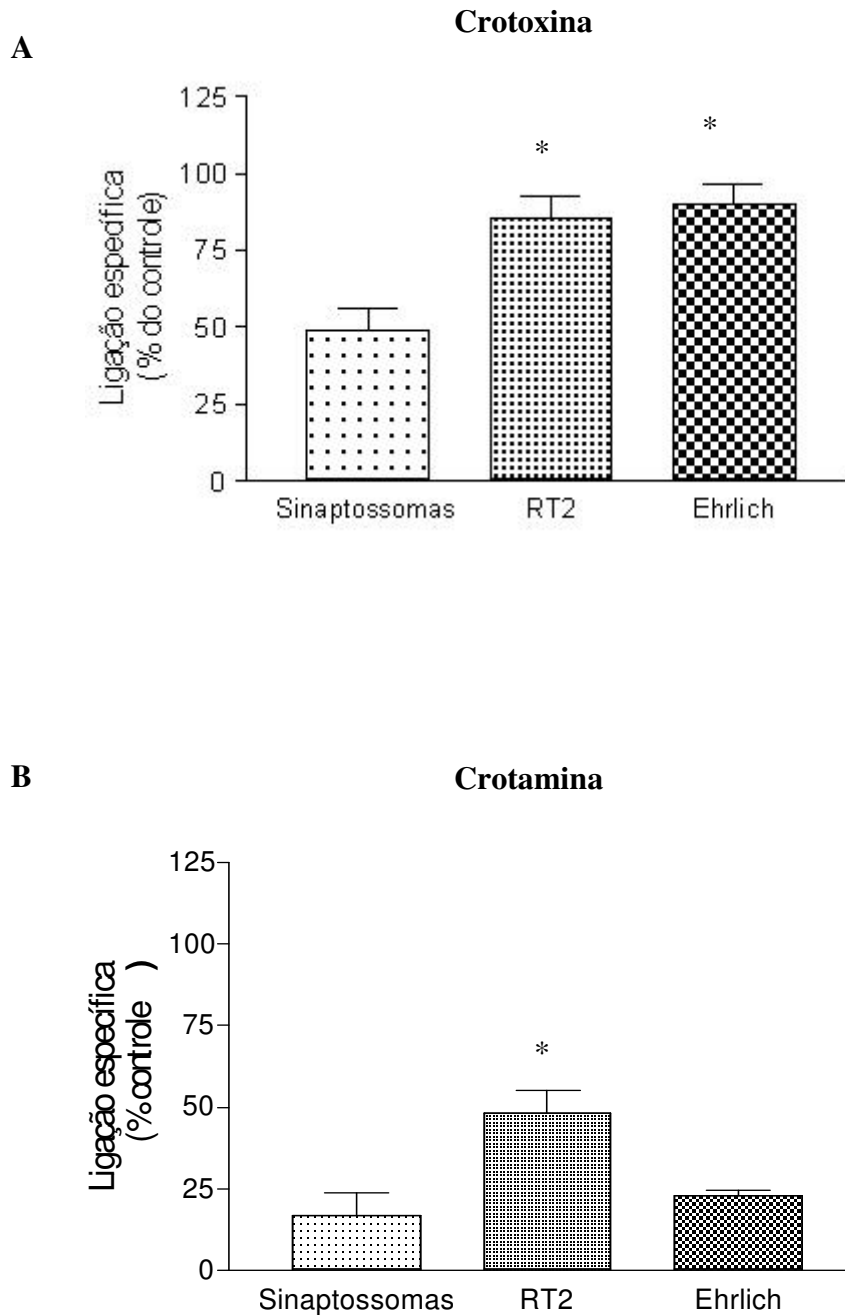 Crotoxina
A
Ligação espedfica
(% do controle)
125
100
75
50
25
0
*
*
Sinaptossomas
RT2
Ehrlich
B
Crotamina
Ligação específica
(%controle )
125
100
75
50
25
0
*
Sinaptossomas
RT2
Ehrlich